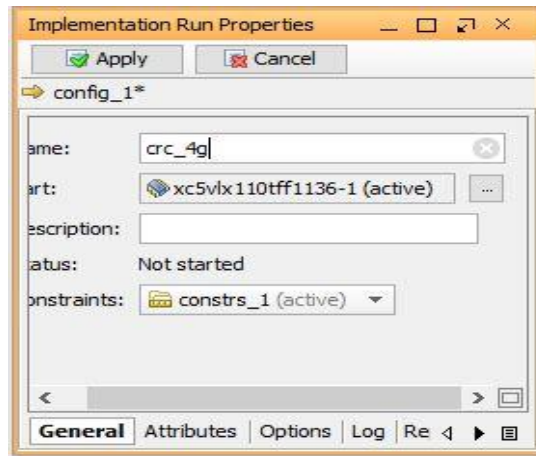 Implementation Run Properties
Apply Cancel
config_1*
ame: crc_4g
art: xc5vlx110tff1136-1 (active) ...
escription:
atus: Not started
onstraints: constrs_1 (active)
General Attributes Options Log Re